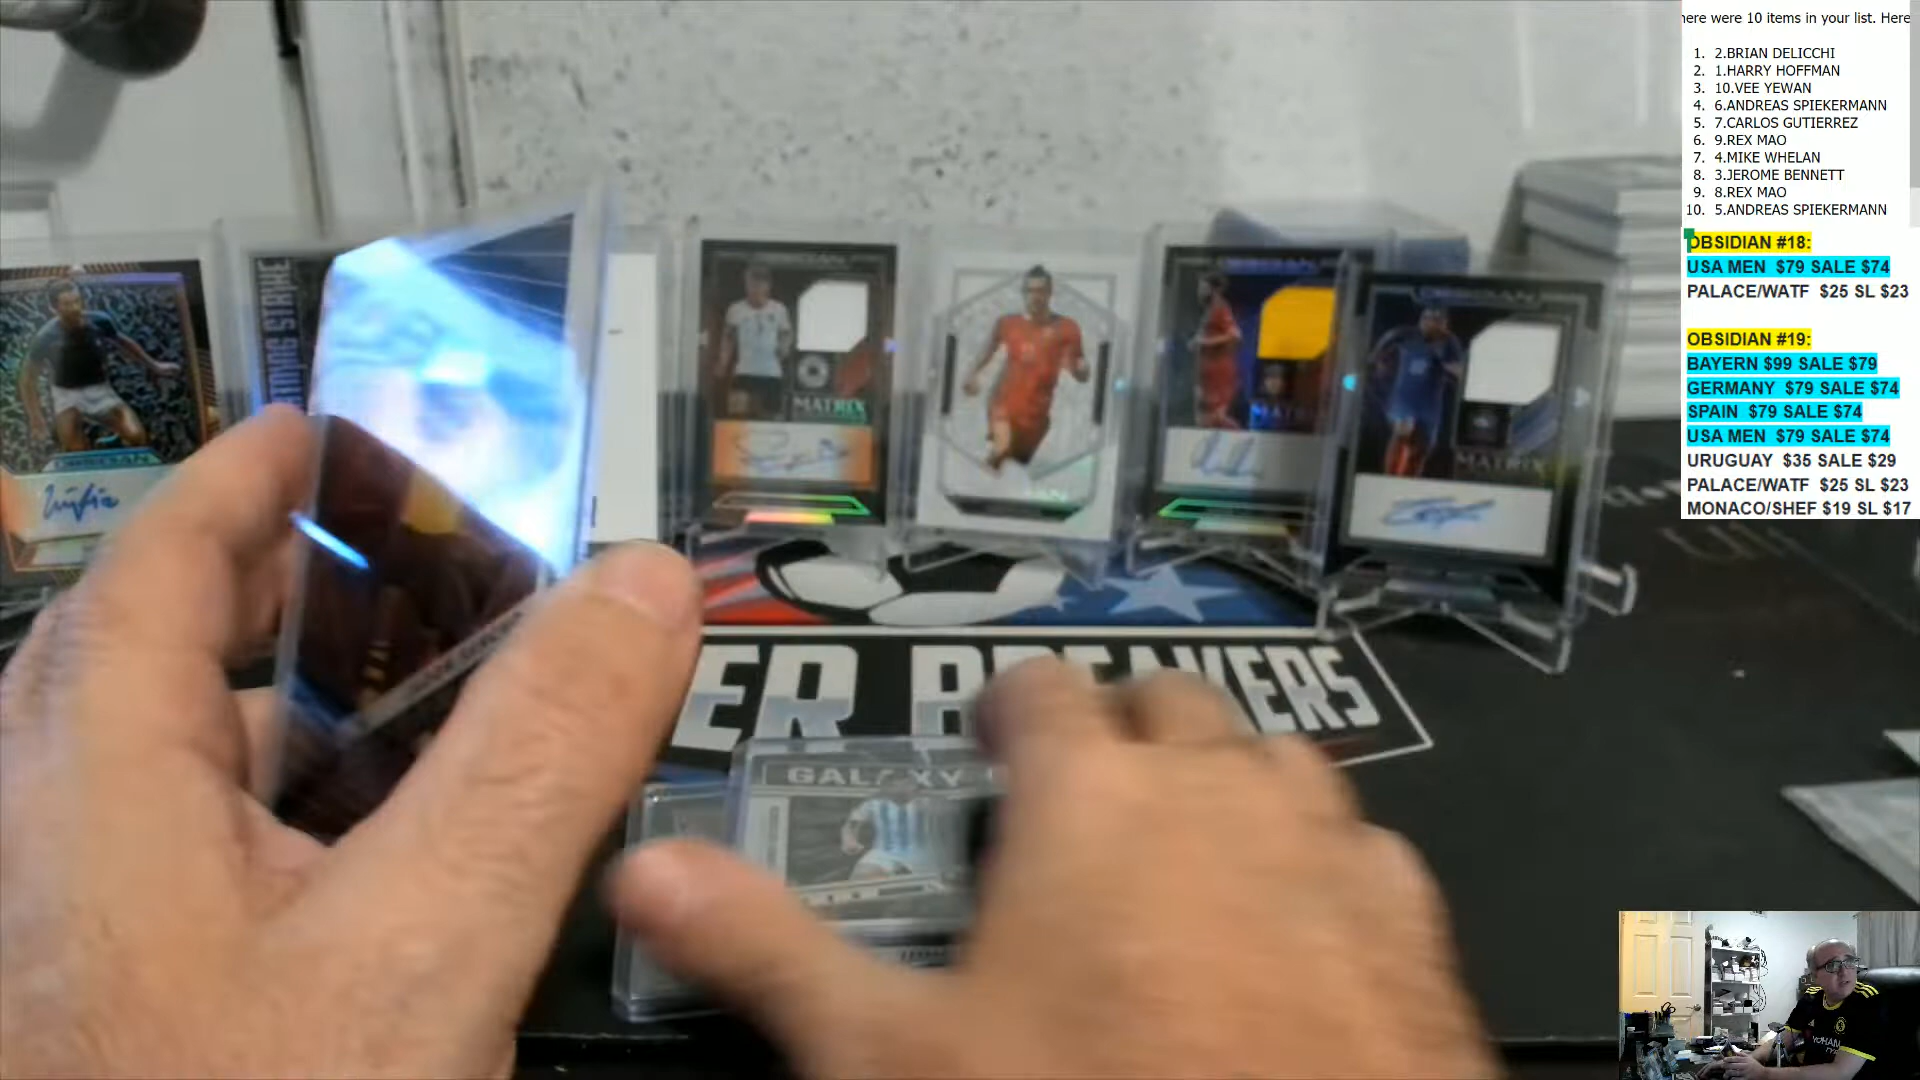 here were 10 items in your list. Here
1. 2.BRIAN DELICCHI
2. 1.HARRY HOFFMAN
3. 10.VEE YEWAN
4. 6.ANDREAS SPIEKERMANN
5. 7.CARLOS GUTIERREZ
6. 9.REX MAO
7. 4.MIKE WHELAN
8. 3.JEROME BENNETT
9. 8.REX MAO
10. 5.ANDREAS SPIEKERMANN
OBSIDIAN #18:
USA MEN $79 SALE $74
PALACE/WATF $25 SL $23
OBSIDIAN #19:
BAYERN $99 SALE $79
GERMANY $79 SALE $74
SPAIN $79 SALE $74
USA MEN $79 SALE $74
URUGUAY $35 SALE $29
PALACE/WATF $25 SL $23
MONACO/SHEF $19 SL $17
STRIKE
OBSIDIAN
MATRIX
MATRIX
ER BREAKERS
GALAXY